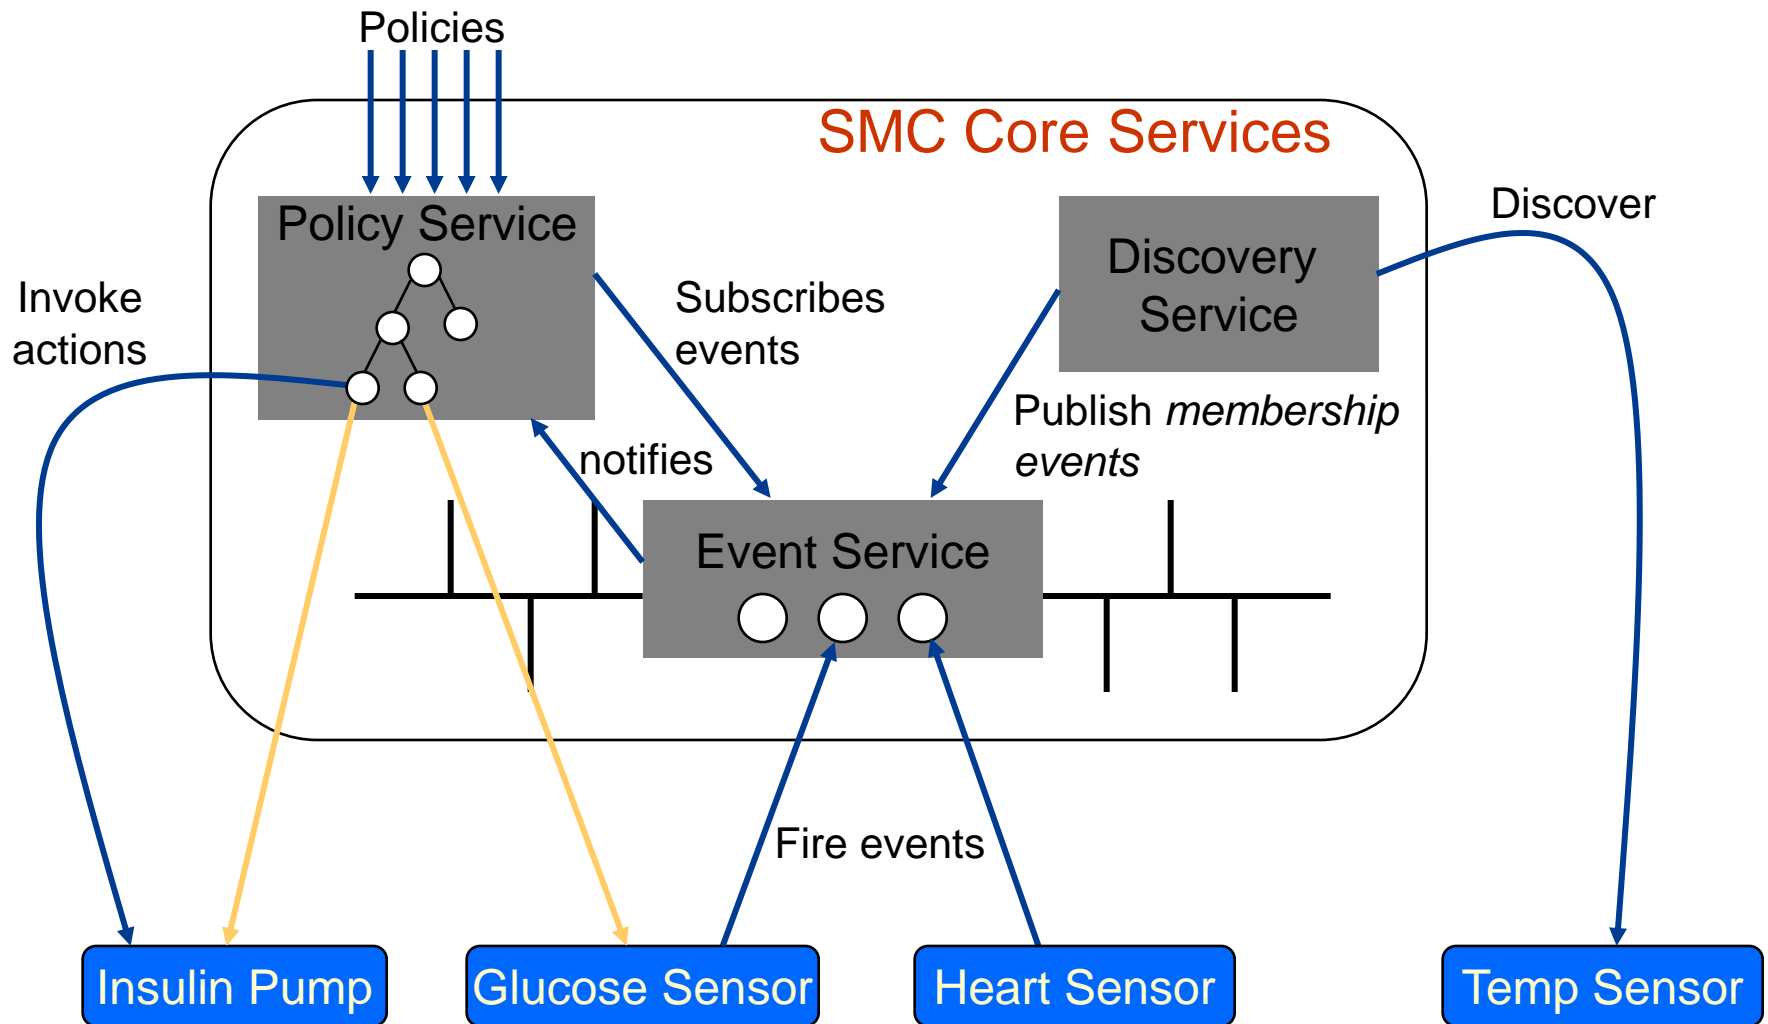 Policies
SMC Core Services
Policy Service
Discovery
Service
Discover
Invoke
actions
Subscribes
events
Publish membership
events
notifies
Event Service
Fire events
Insulin Pump
Glucose Sensor
Heart Sensor
Temp Sensor